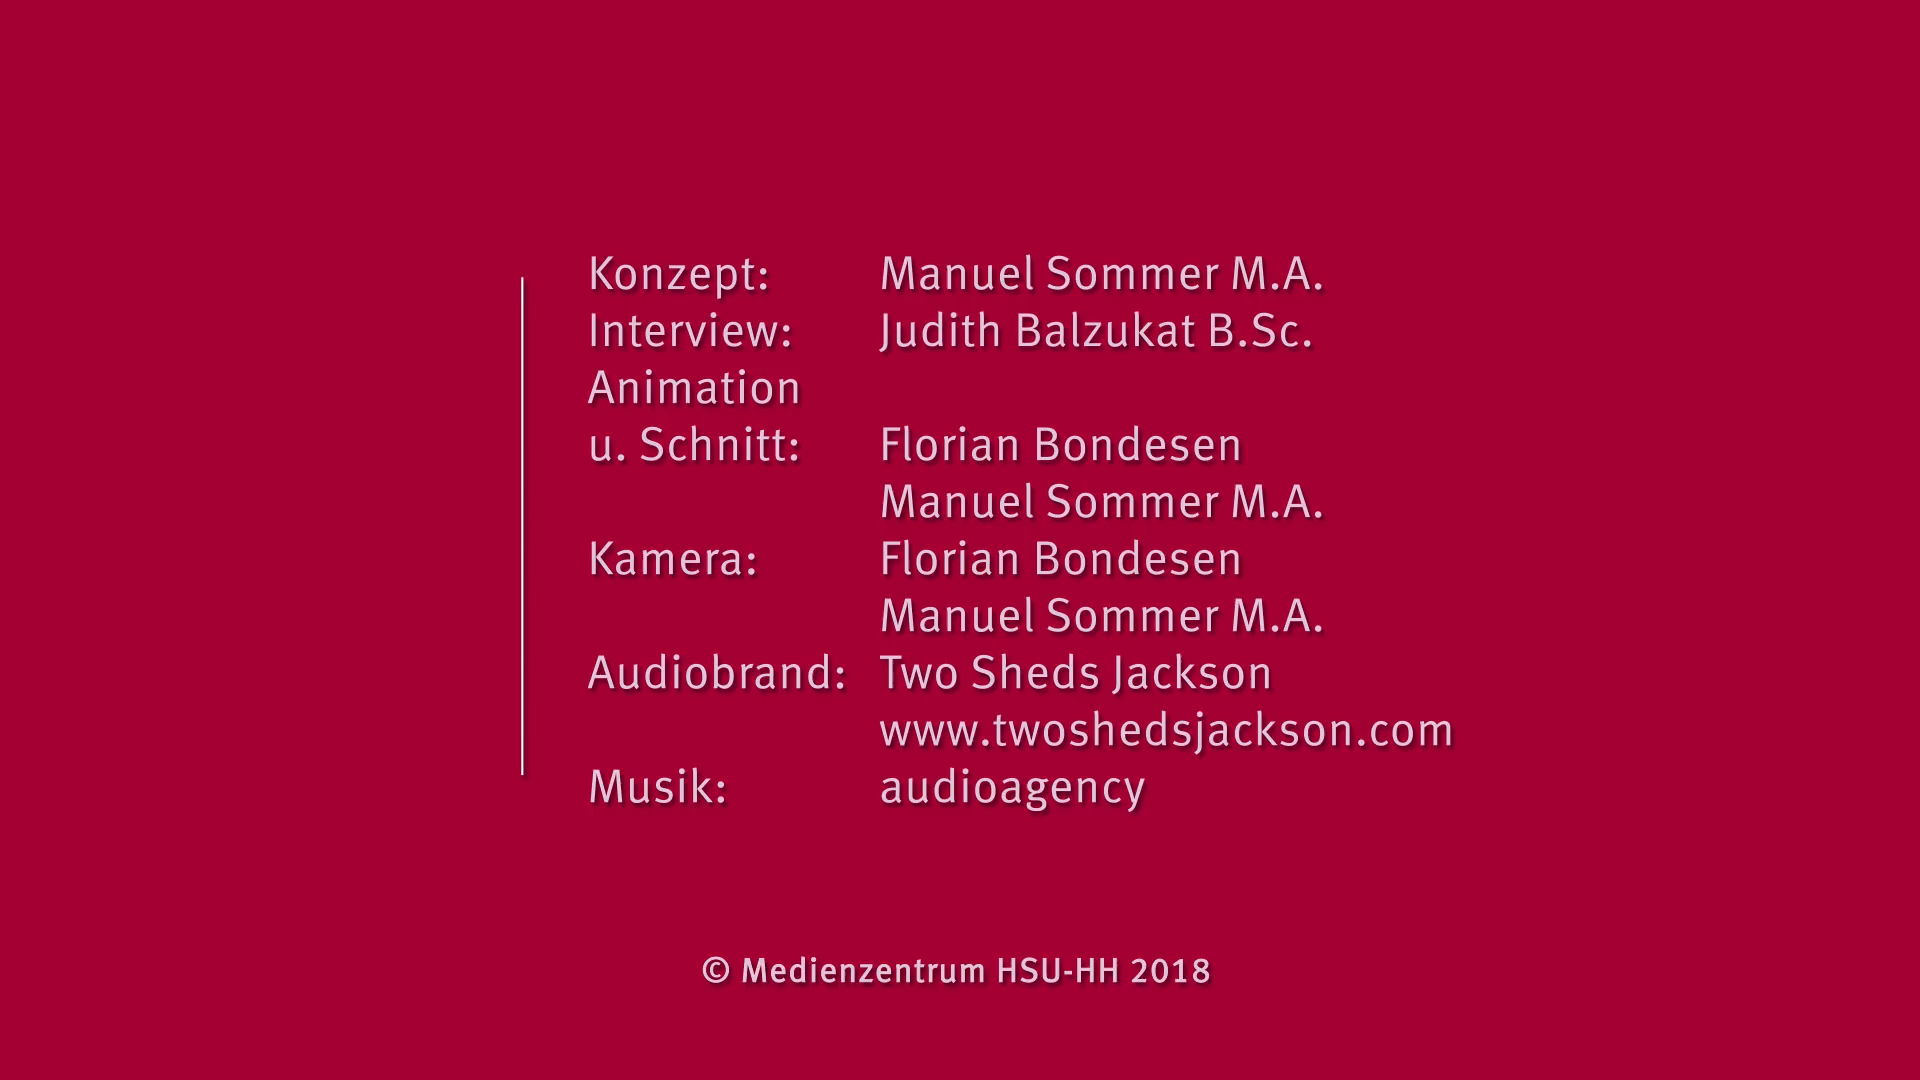 Konzept: Manuel Sommer M.A.
Interview: Judith Balzukat B.Sc.
Animation
u. Schnitt: Florian Bondesen
Manuel Sommer M.A.
Kamera: Florian Bondesen
Manuel Sommer M.A.
Audiobrand: Two Sheds Jackson
www.twoshedsjackson.com
Musik: audioagency
© Medienzentrum HSU-HH 2018